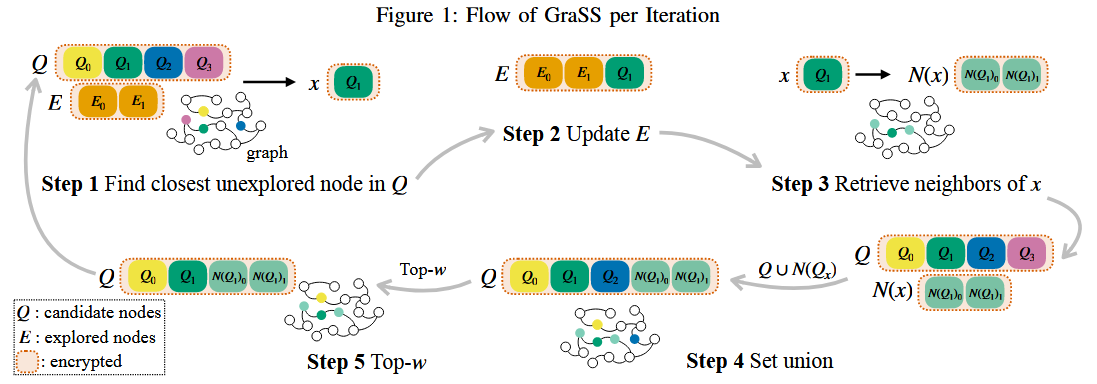 Figure 1: Flow of GraSS per Iteration
Q Q₀ Q₁ Q₂ Q₃
E E₀ E₁
x Q₁
graph
Step 1 Find closest unexplored node in Q
E E₀ E₁ Q₁
Step 2 Update E
x Q₁ N(x) N(Q₁)₀ N(Q₁)₁
Step 3 Retrieve neighbors of x
Q Q₀ Q₁ Q₂ Q₃
N(x) N(Q₁)₀ N(Q₁)₁
Q ∪ N(Qₓ)
Q Q₀ Q₁ Q₂ N(Q₁)₀ N(Q₁)₁
Step 4 Set union
Top-w
Q Q₀ Q₁ N(Q₁)₀ N(Q₁)₁
Step 5 Top-w
Q : candidate nodes
E : explored nodes
: encrypted